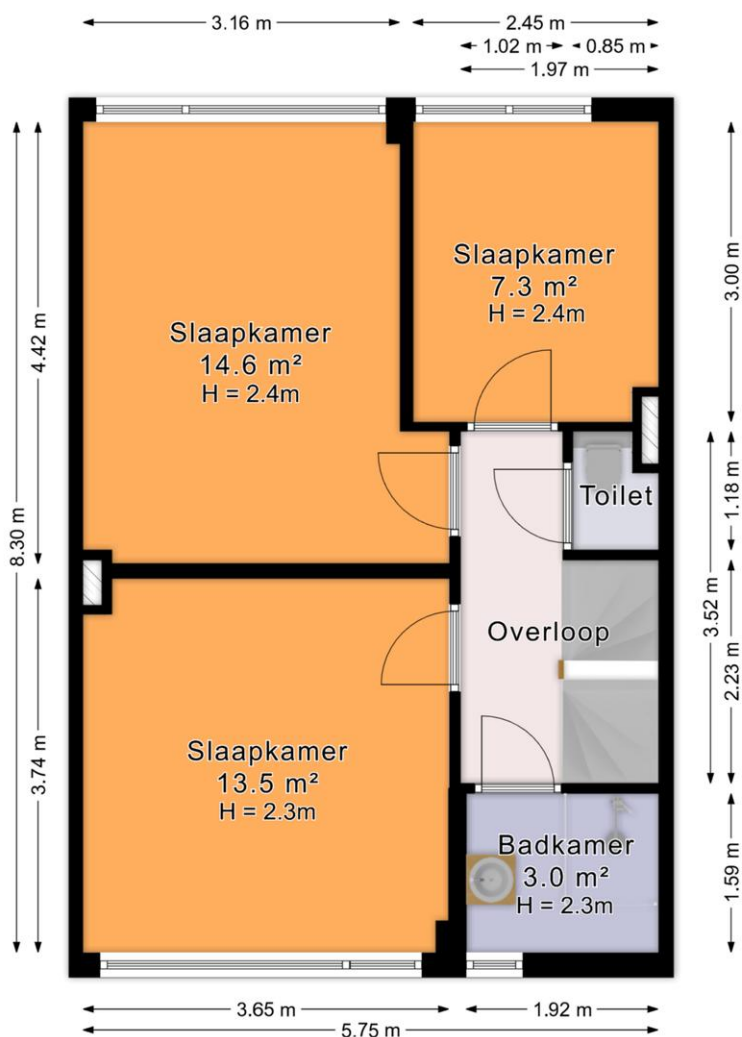 3.16 m
2.45 m
1.02 m
0.85 m
1.97 m
Slaapkamer
7.3 m²
H = 2.4m
3.00 m
4.42 m
Slaapkamer
14.6 m²
H = 2.4m
8.30 m
Toilet
1.18 m
3.52 m
Overloop
2.23 m
3.74 m
Slaapkamer
13.5 m²
H = 2.3m
Badkamer
3.0 m²
H = 2.3m
1.59 m
3.65 m
1.92 m
5.75 m